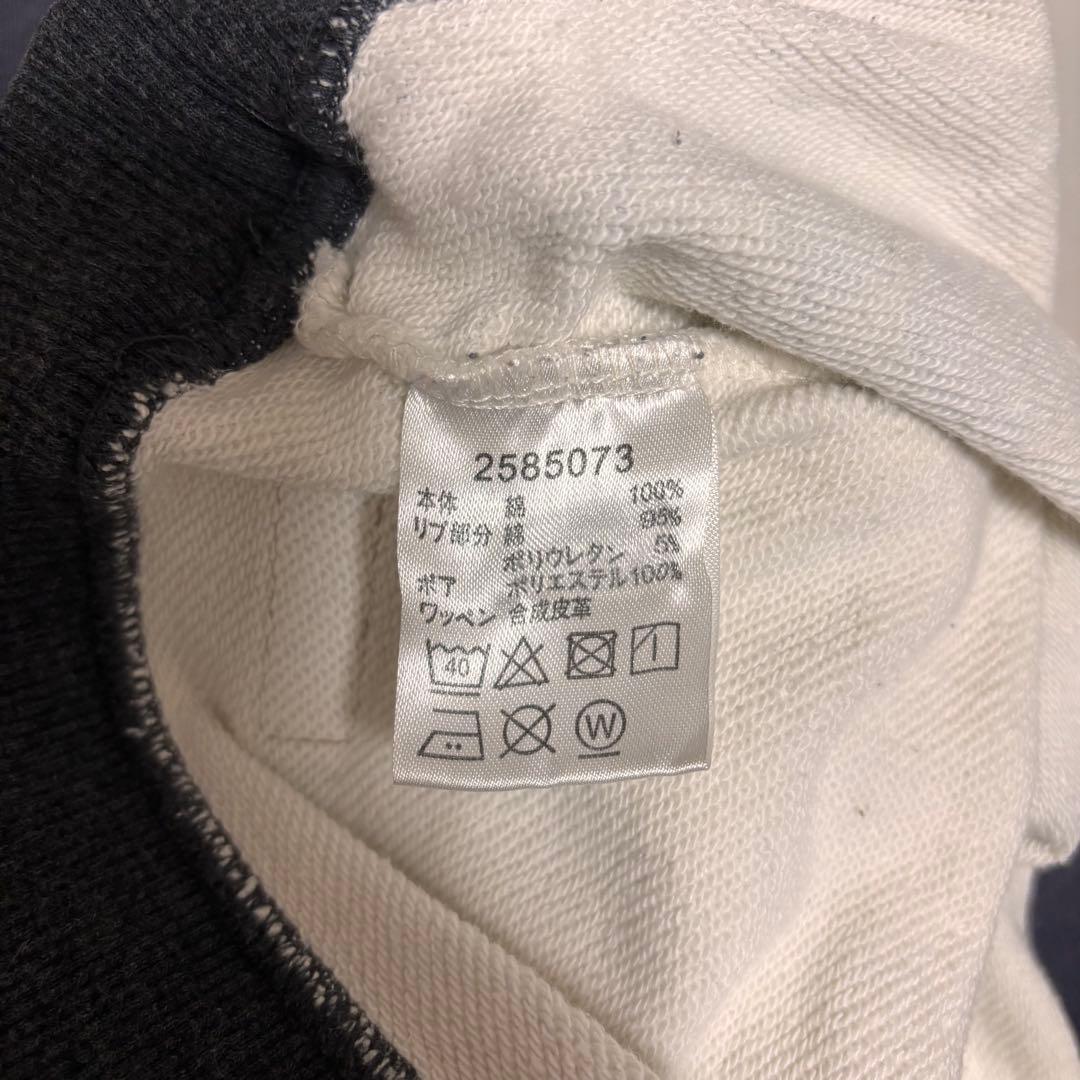 2585073
本体 綿 100%
リブ部分 綿 95%
ポリウレタン 5%
ボア ポリエステル100%
ワッペン 合成皮革
40
W